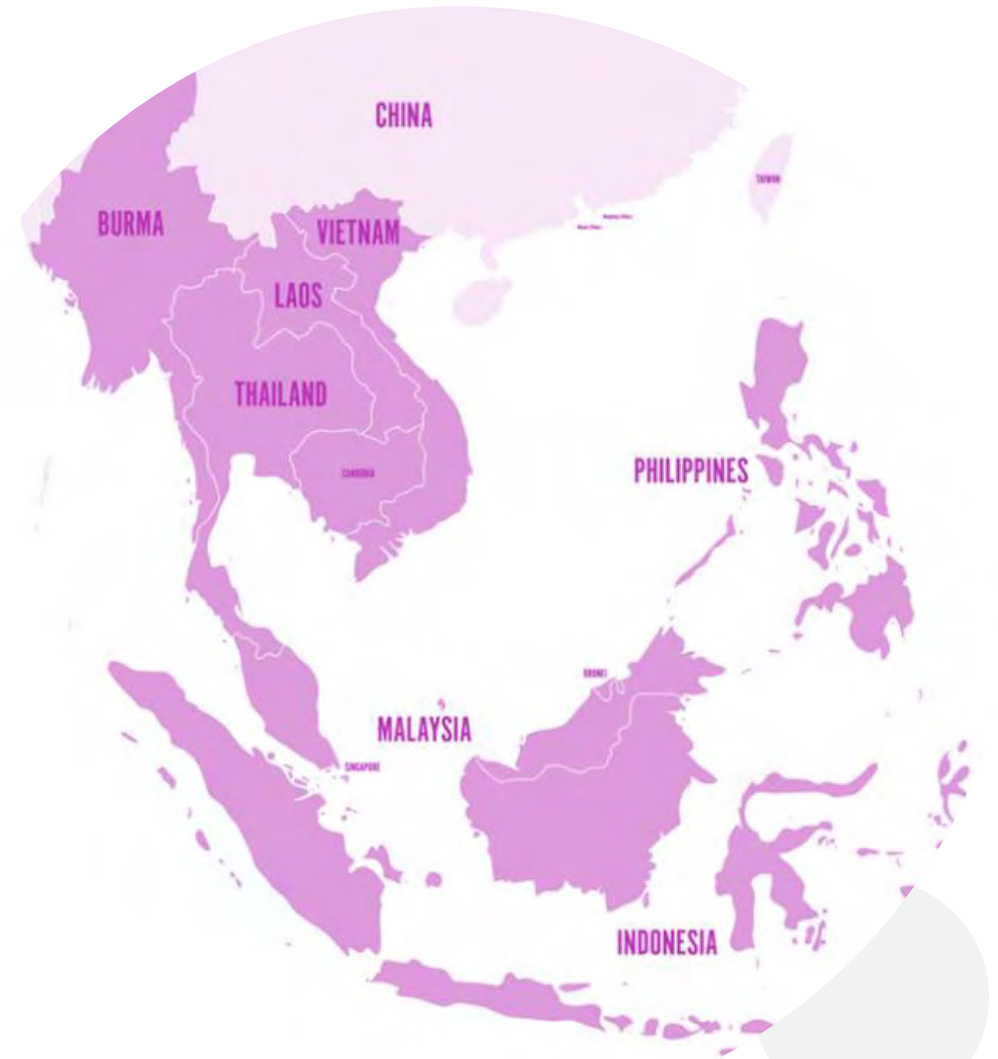 CHINA
TAIWAN
BURMA
VIETNAM
LAOS
THAILAND
CAMBODIA
PHILIPPINES
BRUNEI
MALAYSIA
SINGAPORE
INDONESIA